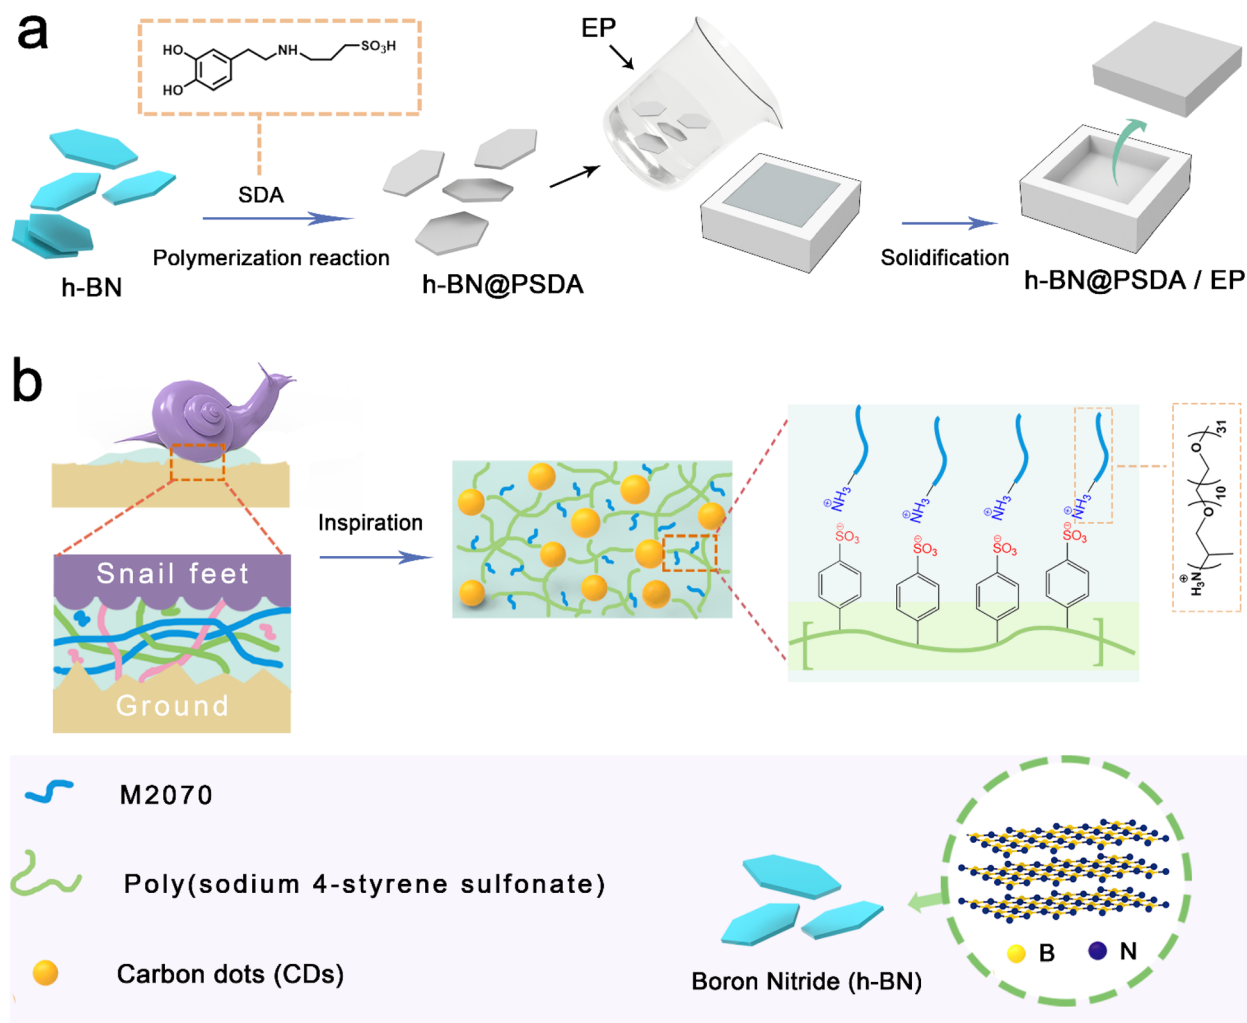 a
HO
HO
NH
SO₃H
SDA
Polymerization reaction
h-BN
h-BN@PSDA
EP
Solidification
h-BN@PSDA / EP
b
Snail feet
Ground
Inspiration
⊕
NH₃
⊕
NH₃
⊕
NH₃
⊕
NH₃
⊖
SO₃
⊖
SO₃
⊖
SO₃
⊖
SO₃
[ ]
O
31
10
O
H₃N
⊕
M2070
Poly(sodium 4-styrene sulfonate)
Carbon dots (CDs)
Boron Nitride (h-BN)
B
N